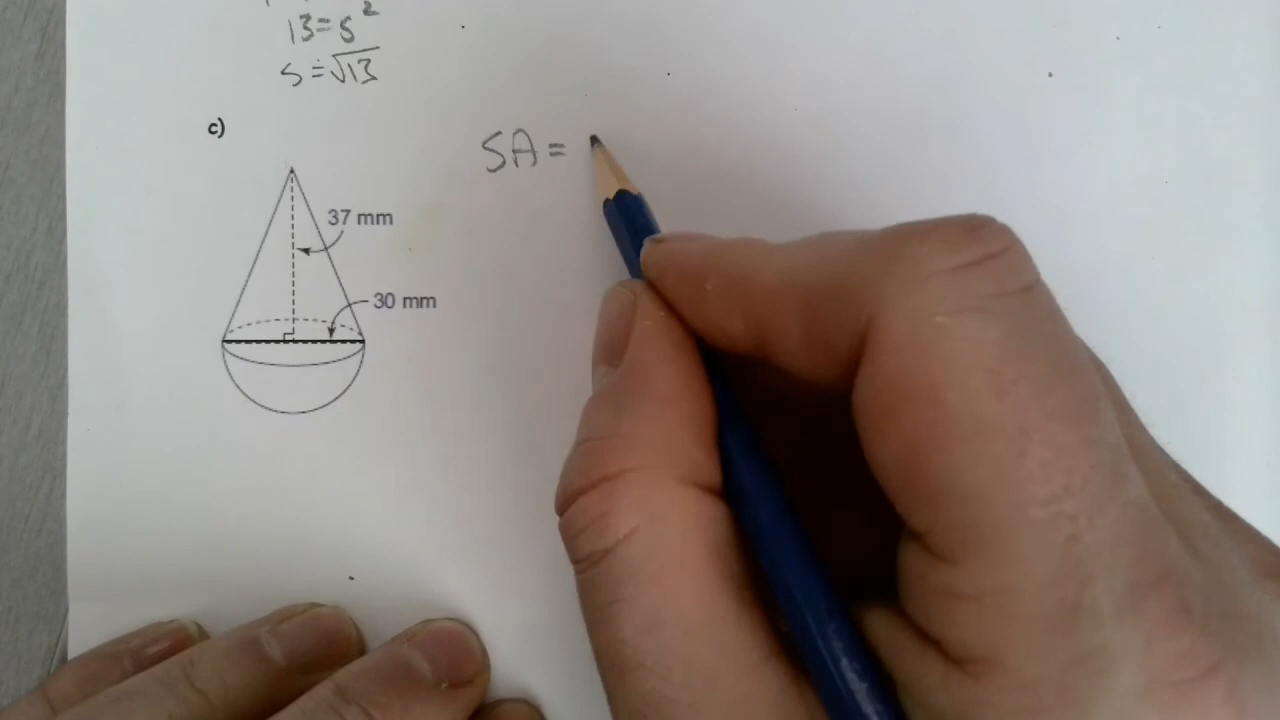 13=s²
s≐√13
c)
SA=
37 mm
30 mm